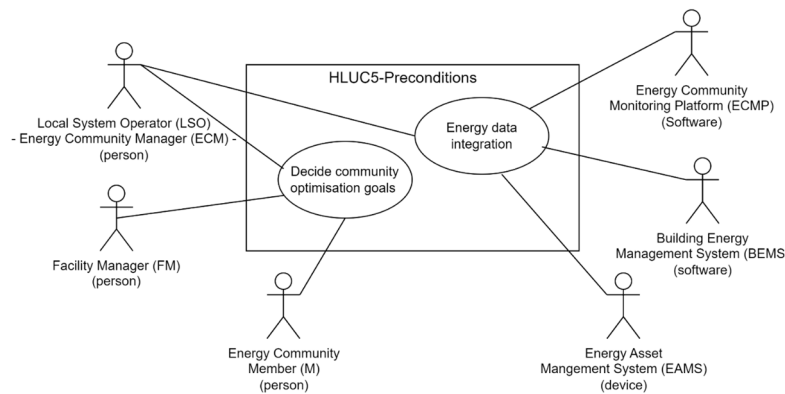 HLUC5-Preconditions
Local System Operator (LSO)
- Energy Community Manager (ECM) -
(person)
Energy Community
Monitoring Platform (ECMP)
(Software)
Energy data
integration
Decide community
optimisation goals
Facility Manager (FM)
(person)
Building Energy
Management System (BEMS
(software)
Energy Community
Member (M)
(person)
Energy Asset
Mangement System (EAMS)
(device)